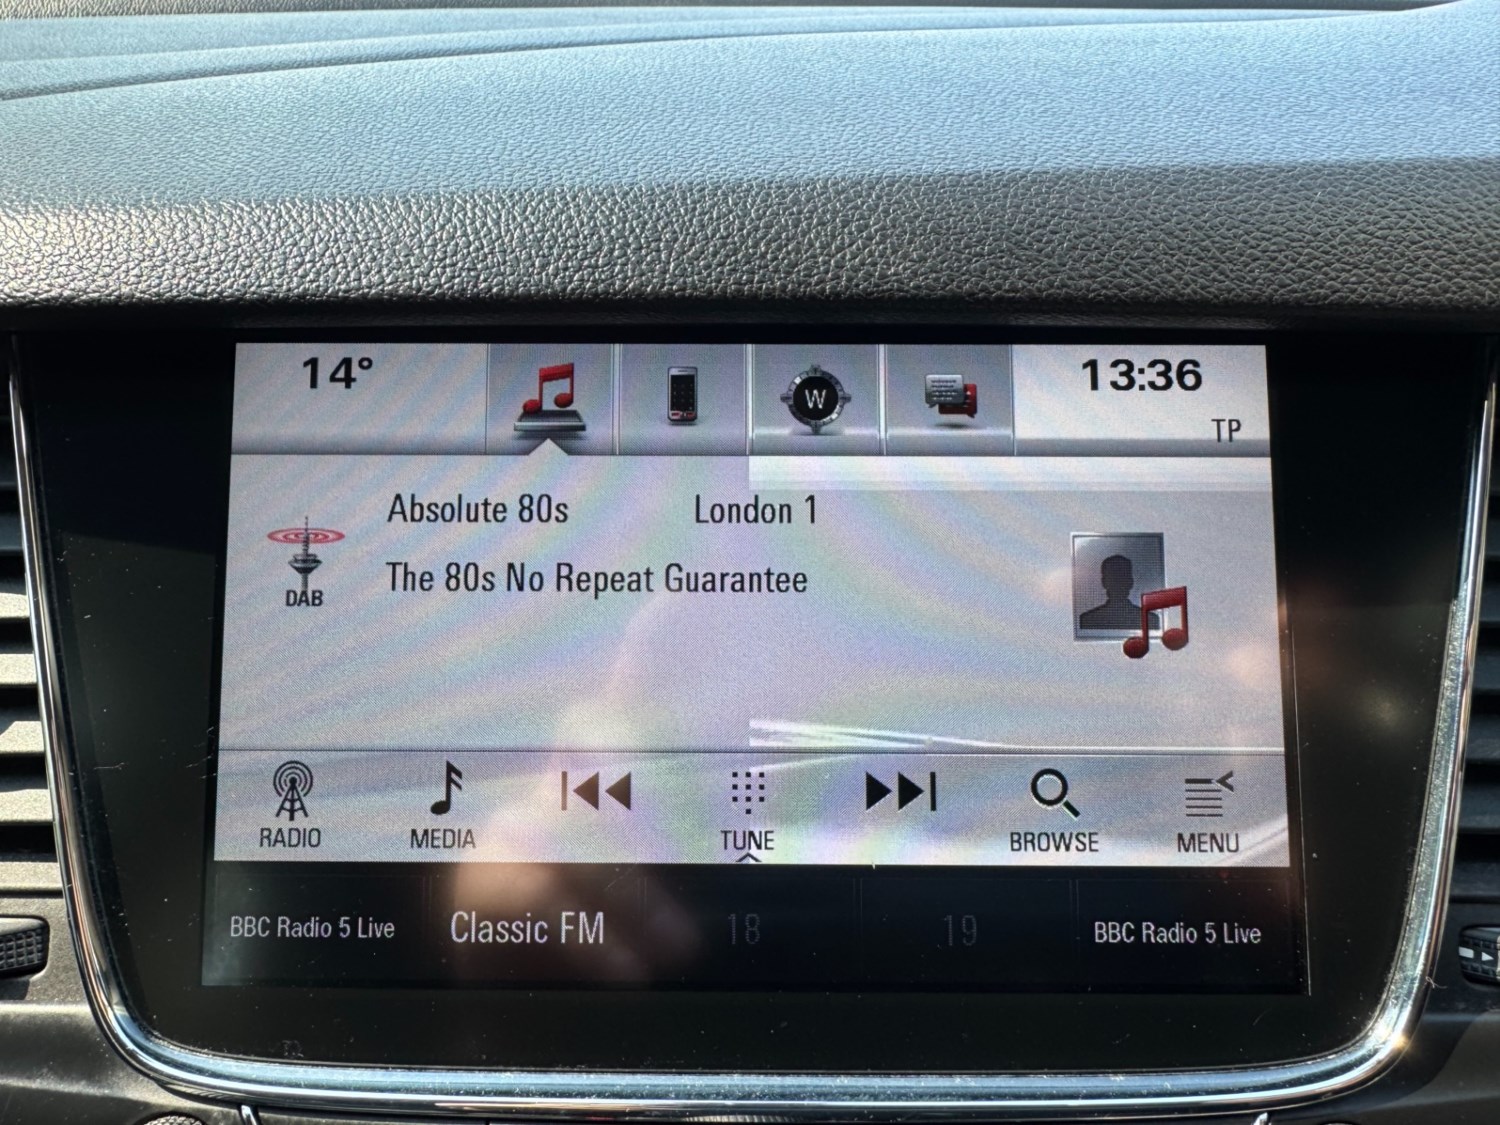 14°
W
13:36
TP
Absolute 80s London 1
DAB
The 80s No Repeat Guarantee
RADIO
MEDIA
TUNE
BROWSE
MENU
BBC Radio 5 Live
Classic FM
18
19
BBC Radio 5 Live